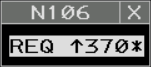 N106 X
REQ ↑370*